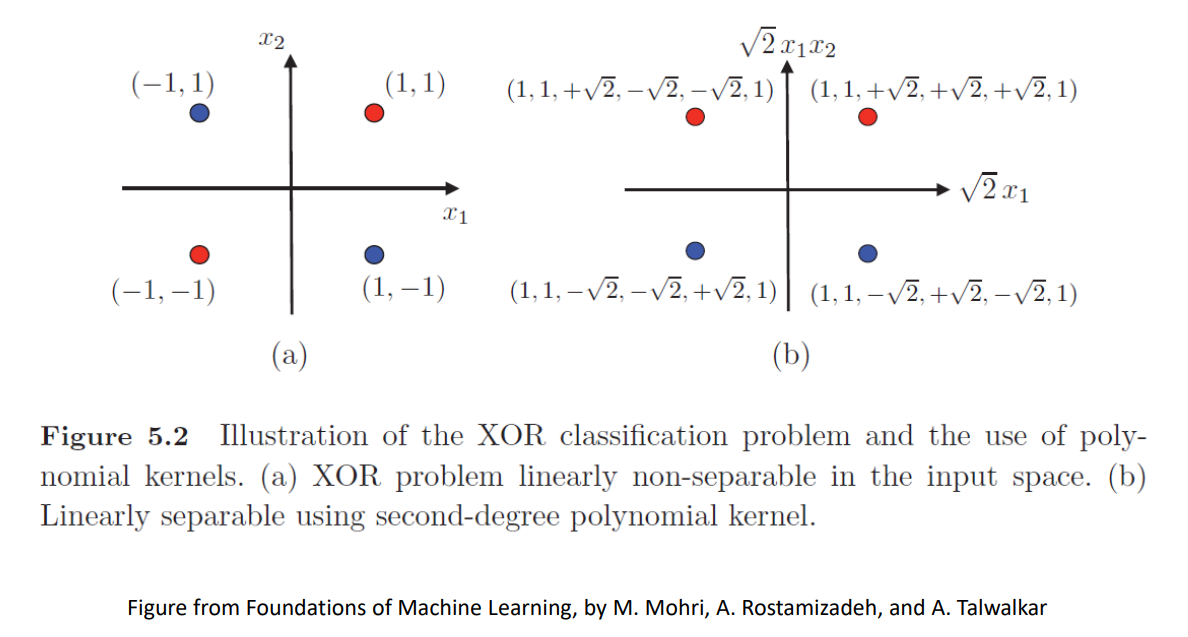 x₂
(−1, 1)
(1, 1)
x₁
(−1, −1)
(1, −1)
(a)
√2 x₁x₂
(1, 1, +√2, −√2, −√2, 1)
(1, 1, +√2, +√2, +√2, 1)
√2 x₁
(1, 1, −√2, −√2, +√2, 1)
(1, 1, −√2, +√2, −√2, 1)
(b)
Figure 5.2 Illustration of the XOR classification problem and the use of poly-
nomial kernels. (a) XOR problem linearly non-separable in the input space. (b)
Linearly separable using second-degree polynomial kernel.
Figure from Foundations of Machine Learning, by M. Mohri, A. Rostamizadeh, and A. Talwalkar